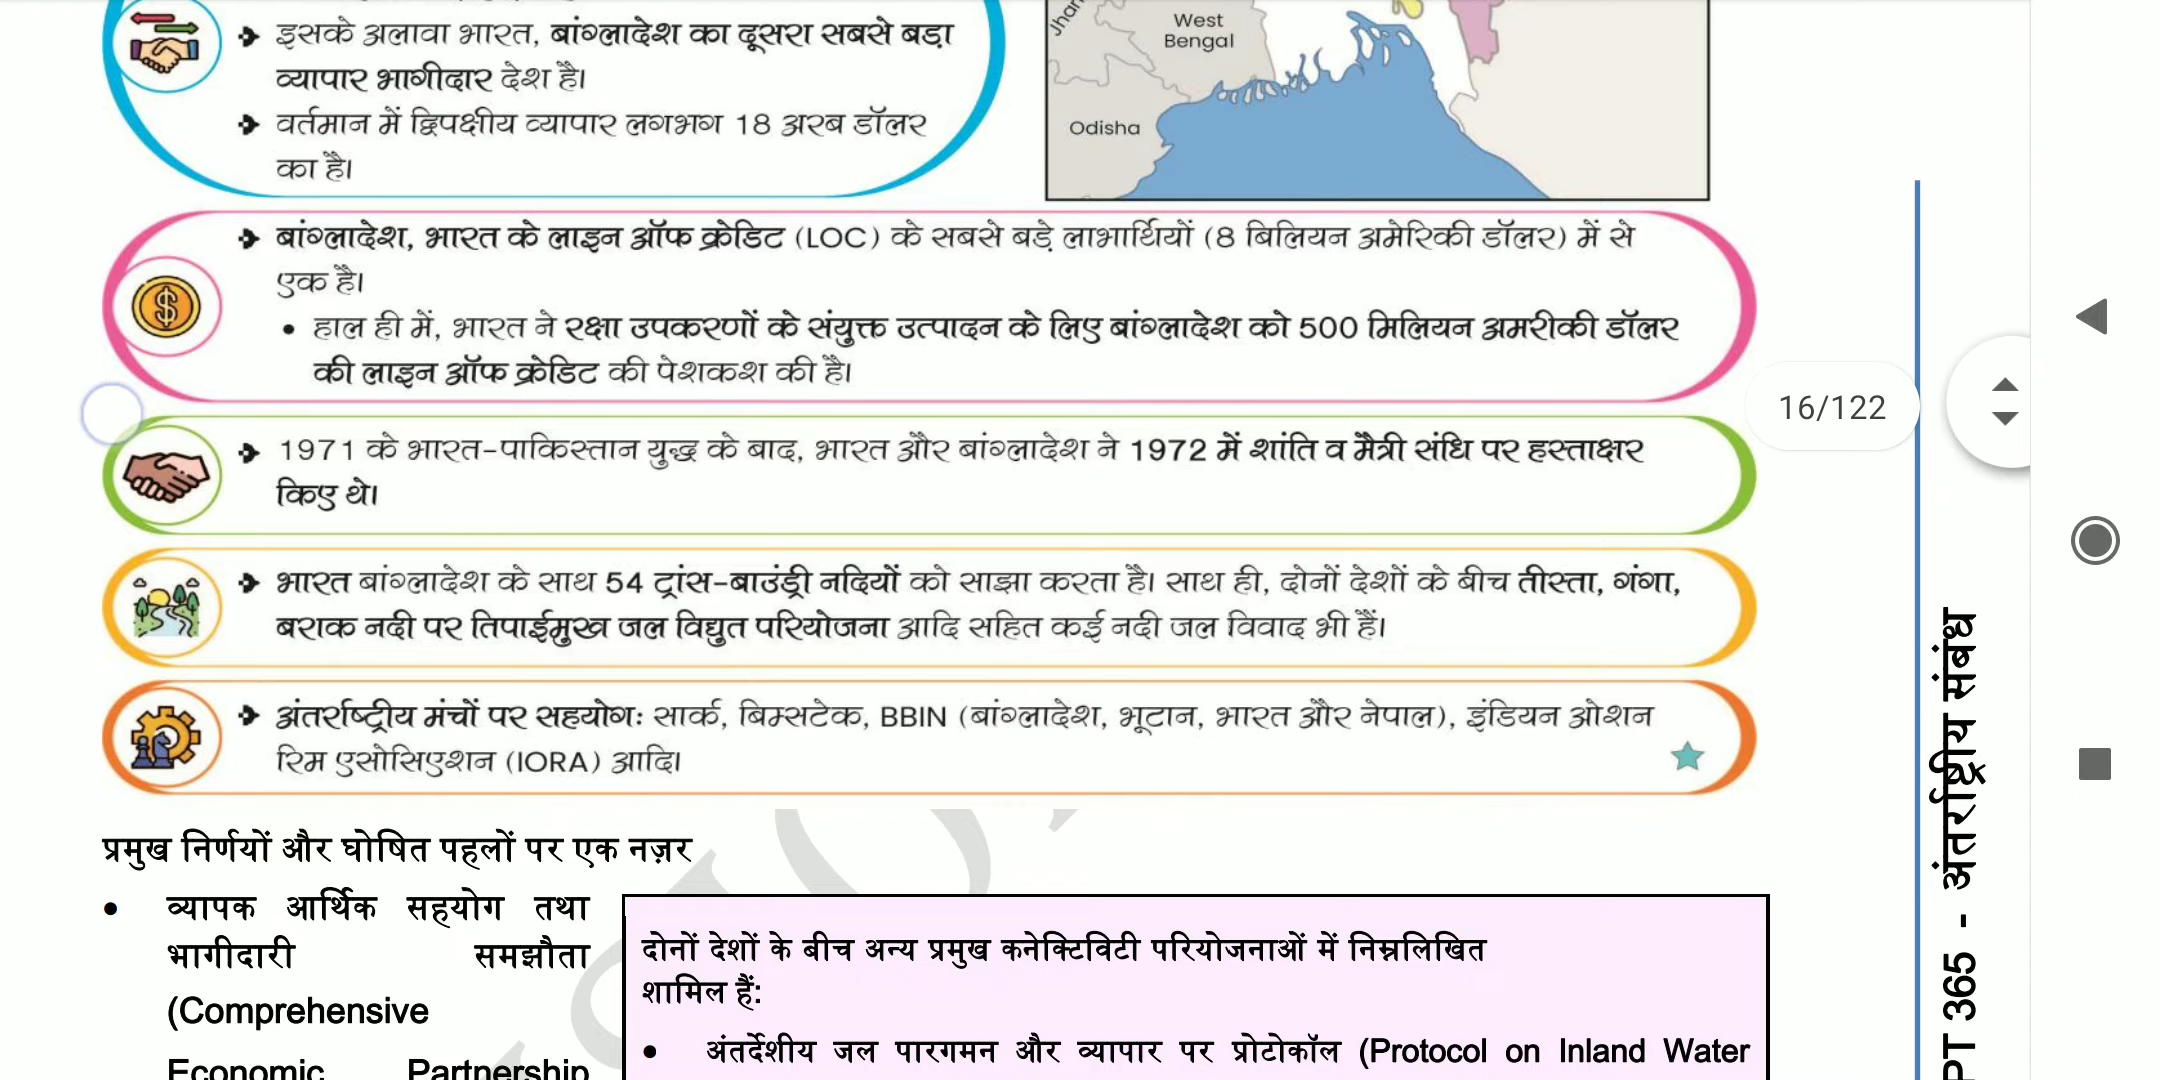 इसके अलावा भारत, बांग्लादेश का दूसरा सबसे बड़ा
व्यापार भागीदार देश है।
वर्तमान में द्विपक्षीय व्यापार लगभग 18 अरब डॉलर
का है।
West
Bengal
Odisha
बांग्लादेश, भारत के लाइन ऑफ क्रेडिट (LOC) के सबसे बड़े लाभार्थियों (8 बिलियन अमेरिकी डॉलर) में से
एक है।
हाल ही में, भारत ने रक्षा उपकरणों के संयुक्त उत्पादन के लिए बांग्लादेश को 500 मिलियन अमरीकी डॉलर
की लाइन ऑफ क्रेडिट की पेशकश की है।
16/122
1971 के भारत-पाकिस्तान युद्ध के बाद, भारत और बांग्लादेश ने 1972 में शांति व मैत्री संधि पर हस्ताक्षर
किए थे।
भारत बांग्लादेश के साथ 54 ट्रांस-बाउंड्री नदियों को साझा करता है। साथ ही, दोनों देशों के बीच तीस्ता, गंगा,
बराक नदी पर तिपाईमुख जल विद्युत परियोजना आदि सहित कई नदी जल विवाद भी हैं।
अंतर्राष्ट्रीय मंचों पर सहयोग: सार्क, बिम्सटेक, BBIN (बांग्लादेश, भूटान, भारत और नेपाल), इंडियन ओशन
रिम एसोसिएशन (IORA) आदि।
प्रमुख निर्णयों और घोषित पहलों पर एक नज़र
व्यापक आर्थिक सहयोग तथा
भागीदारी समझौता
(Comprehensive
Economic Partnership
दोनों देशों के बीच अन्य प्रमुख कनेक्टिविटी परियोजनाओं में निम्नलिखित
शामिल हैं:
अंतर्देशीय जल पारगमन और व्यापार पर प्रोटोकॉल (Protocol on Inland Water
PT 365 - अंतर्राष्ट्रीय संबंध